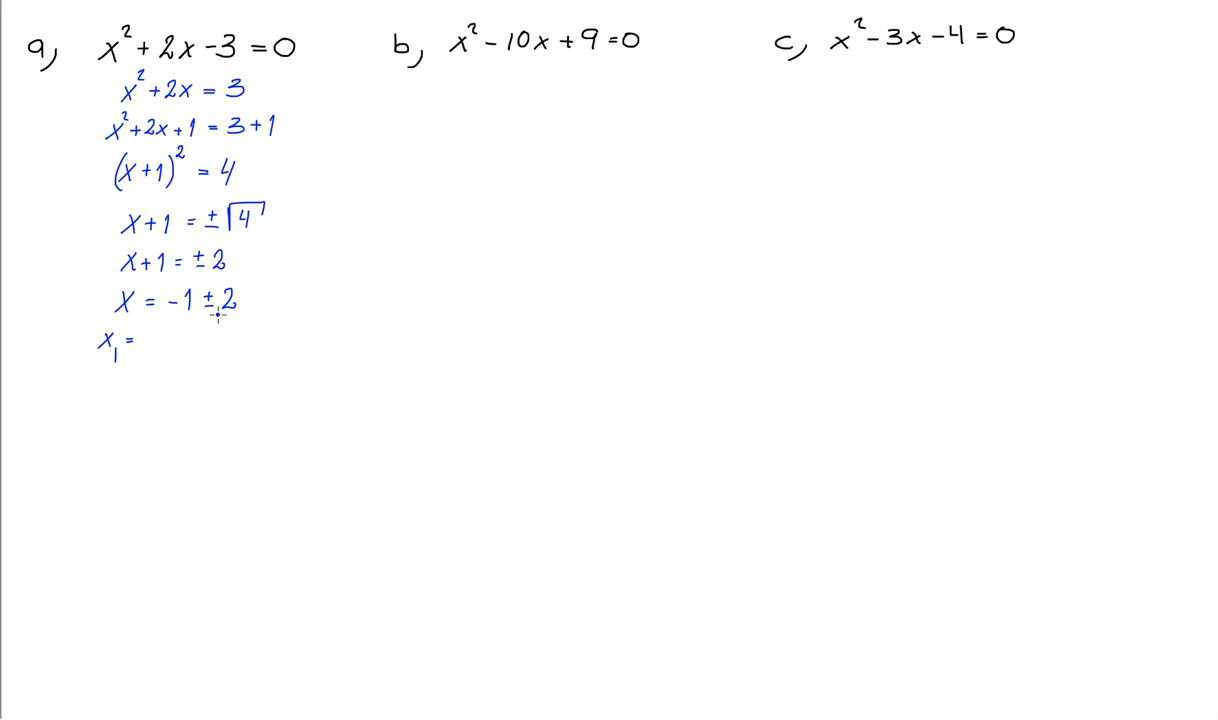 a) x² + 2x - 3 = 0
x² + 2x = 3
x² + 2x + 1 = 3 + 1
(x + 1)² = 4
x + 1 = ±√4
x + 1 = ± 2
x = -1 ± 2
x₁ =
b) x² - 10x + 9 = 0
c) x² - 3x - 4 = 0